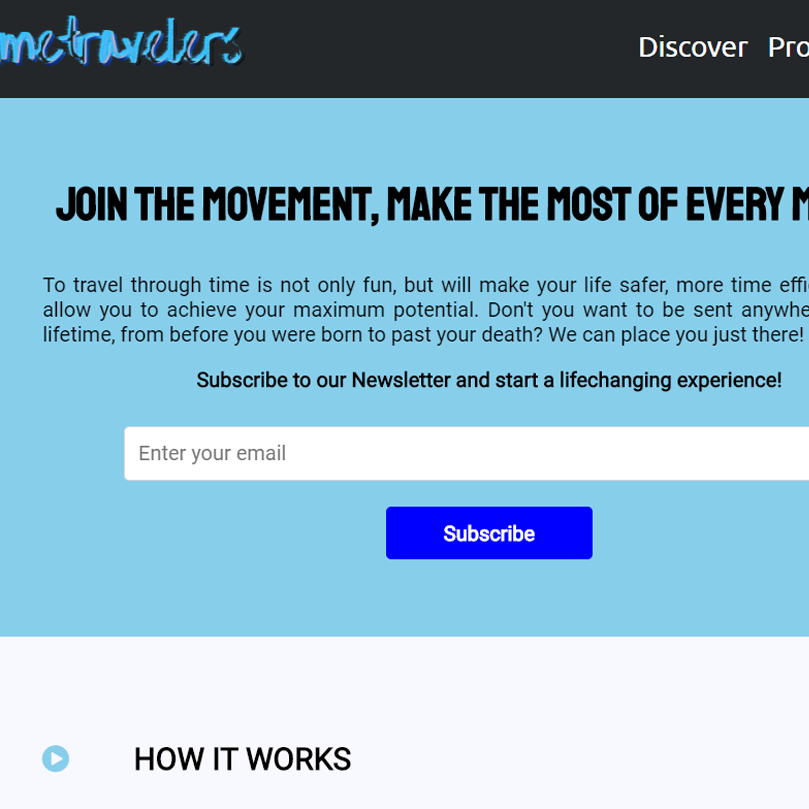 metravelers
Discover Pro
JOIN THE MOVEMENT, MAKE THE MOST OF EVERY M
To travel through time is not only fun, but will make your life safer, more time effi
allow you to achieve your maximum potential. Don't you want to be sent anywhe
lifetime, from before you were born to past your death? We can place you just there!
Subscribe to our Newsletter and start a lifechanging experience!
Enter your email
Subscribe
HOW IT WORKS